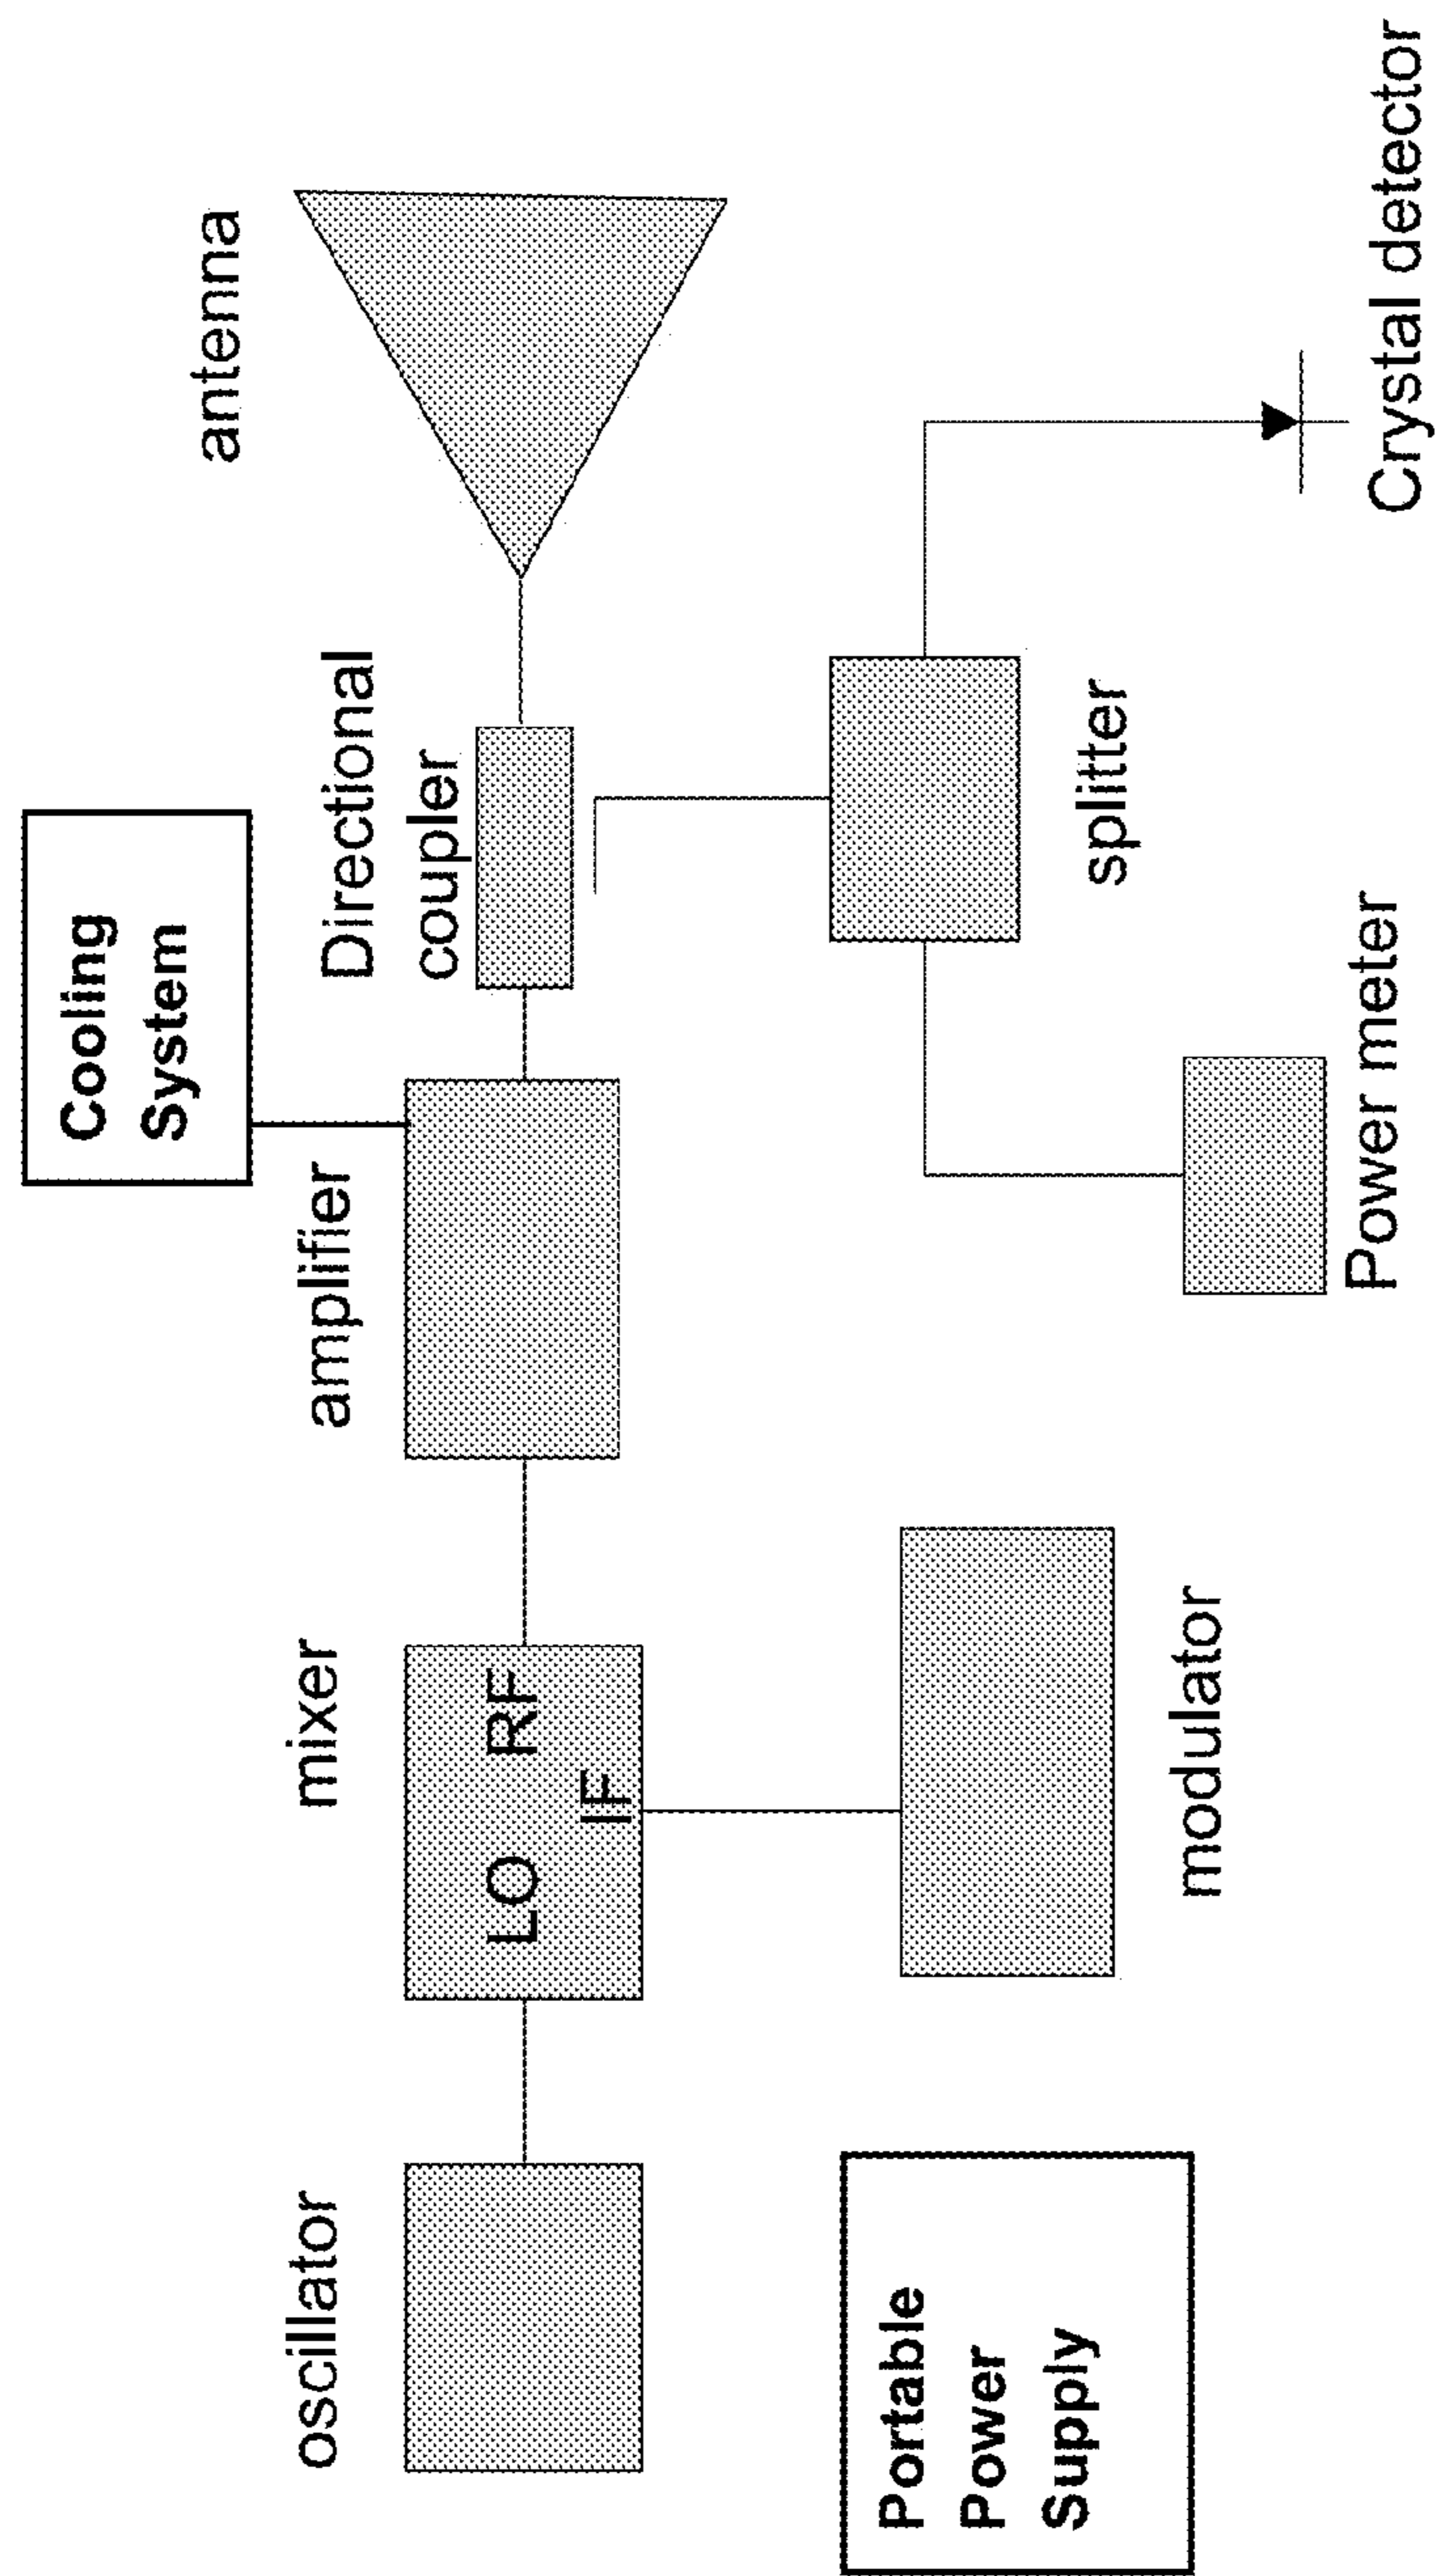 Cooling
System
oscillator
mixer
amplifier
Directional
coupler
antenna
LO
RF
IF
Portable
Power
Supply
modulator
Power meter
splitter
Crystal detector